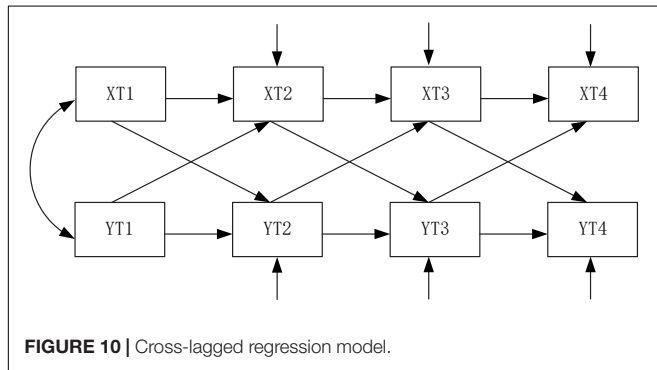 XT1 XT2 XT3 XT4
YT1 YT2 YT3 YT4
FIGURE 10 | Cross-lagged regression model.